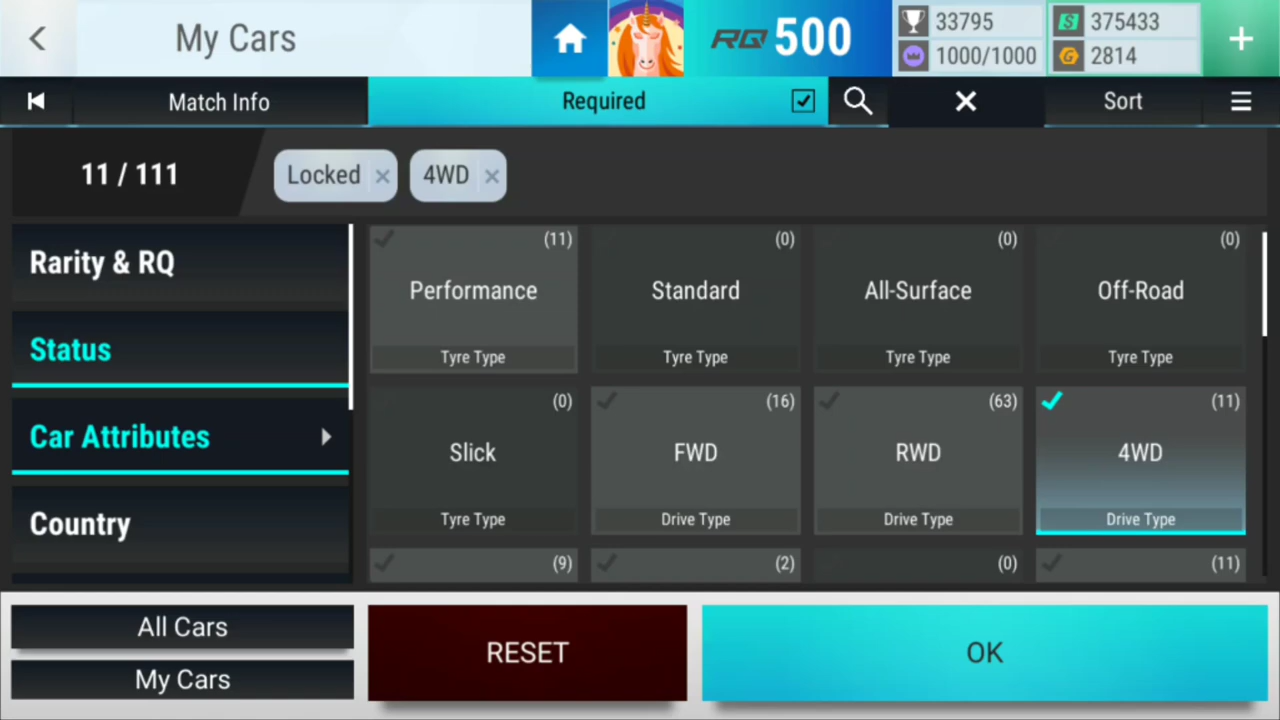 My Cars
RQ 500
33795
1000/1000
$ 375433
G 2814
+
Match Info
Required
Sort
11 / 111
Locked ×
4WD ×
Rarity & RQ
Status
Car Attributes
Country
(11)
Performance
Tyre Type
(0)
Standard
Tyre Type
(0)
All-Surface
Tyre Type
(0)
Off-Road
Tyre Type
(0)
Slick
Tyre Type
(16)
FWD
Drive Type
(63)
RWD
Drive Type
(11)
4WD
Drive Type
(9)
(2)
(0)
(11)
All Cars
My Cars
RESET
OK